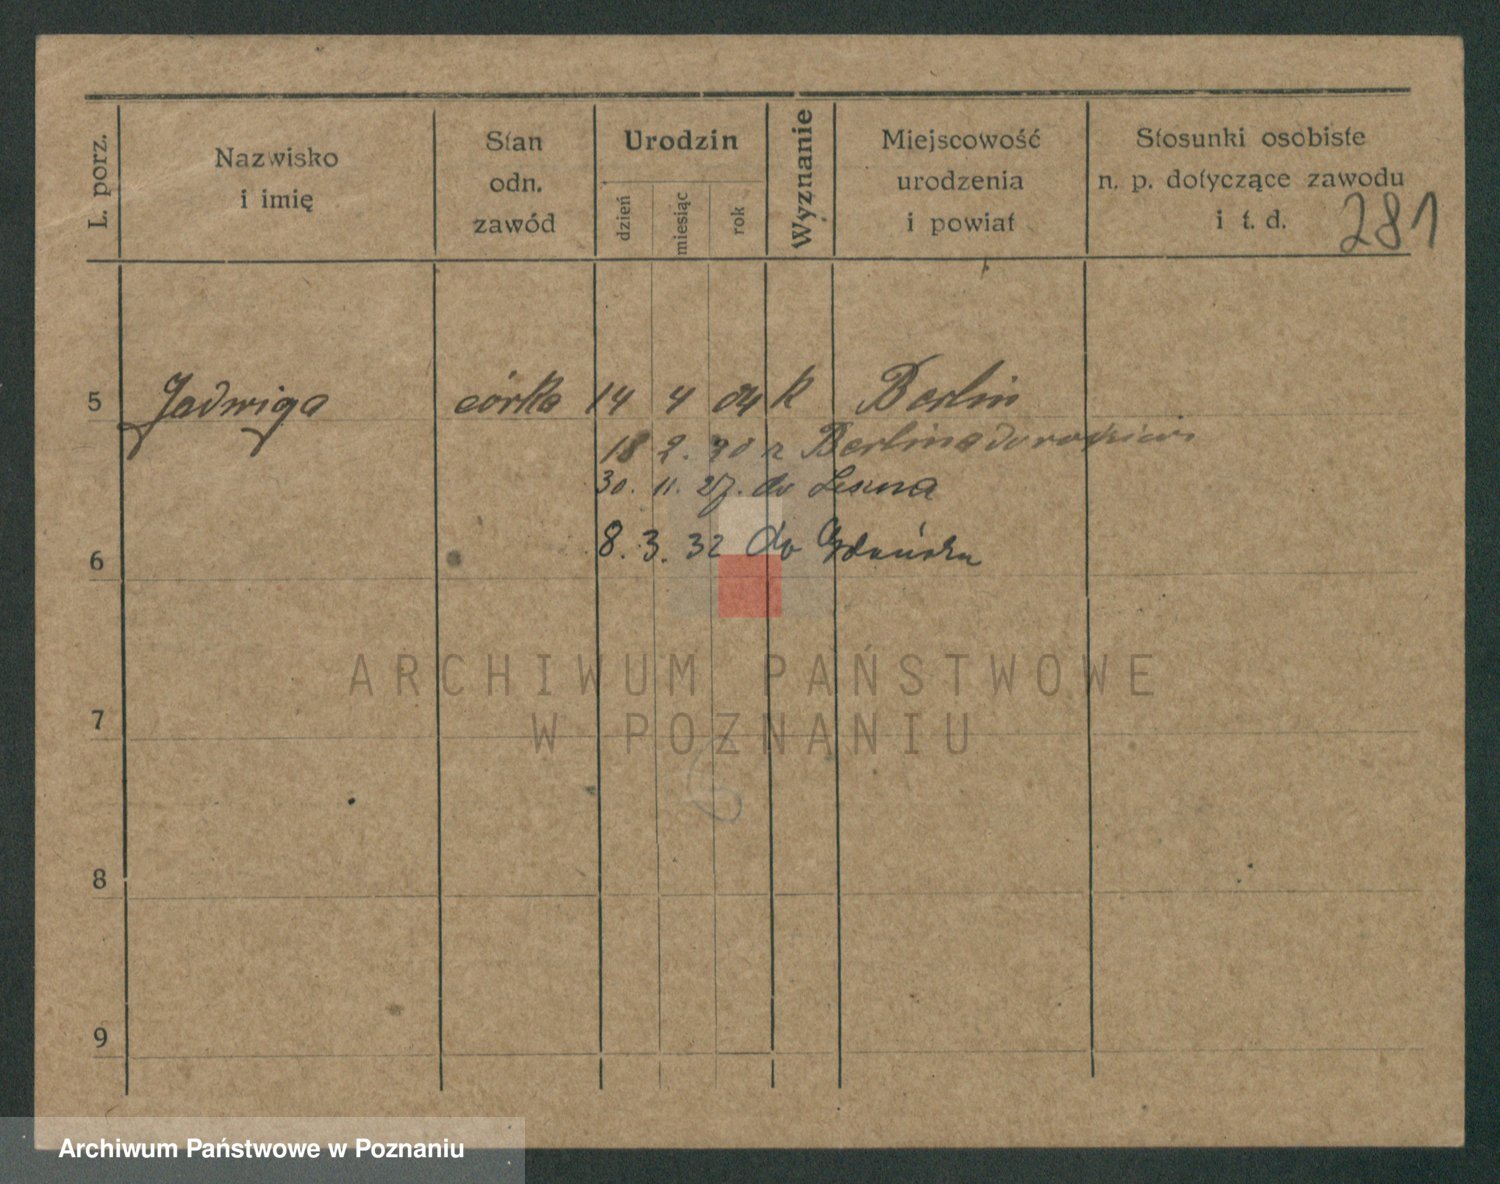 L. porz.
Nazwisko
i imię
Stan
odn.
zawód
Urodzin
dzień
miesiąc
rok
Wyznanie
Miejscowość
urodzenia
i powiat
Stosunki osobiste
n. p. dotyczące zawodu
i t. d.
281
5 Jadwiga córka 14 4 04 k Berlin
18 2. 20 z Berlina do
30. 11. 27. do Leszna
6 8. 3. 32 do Gdańska
7
8
9
ARCHIWUM PAŃSTWOWE
W POZNANIU
Archiwum Państwowe w Poznaniu